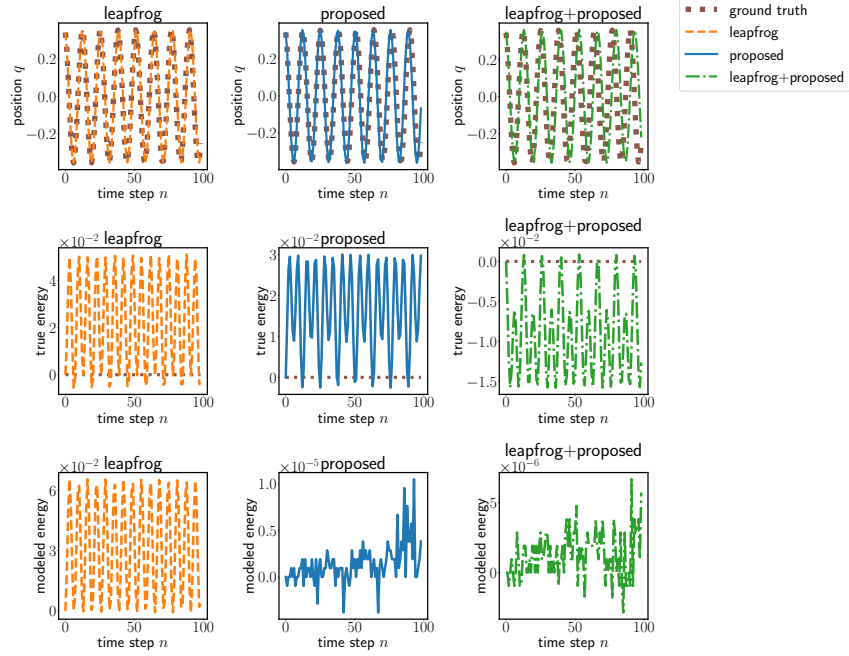 leapfrog
proposed
leapfrog+proposed
ground truth
leapfrog
proposed
leapfrog+proposed
position q
0.2
0.0
−0.2
0
50
100
time step n
position q
0.2
0.0
−0.2
0
50
100
time step n
position q
0.2
0.0
−0.2
0
50
100
time step n
×10⁻² leapfrog
×10⁻² proposed
leapfrog+proposed
×10⁻²
true energy
4
2
0
0
50
100
time step n
true energy
3
2
1
0
0
50
100
time step n
true energy
0.0
−0.5
−1.0
−1.5
0
50
100
time step n
×10⁻² leapfrog
×10⁻⁵ proposed
leapfrog+proposed
×10⁻⁶
modeled energy
6
3
0
0
50
100
time step n
modeled energy
1.0
0.5
0.0
0
50
100
time step n
modeled energy
5
0
0
50
100
time step n